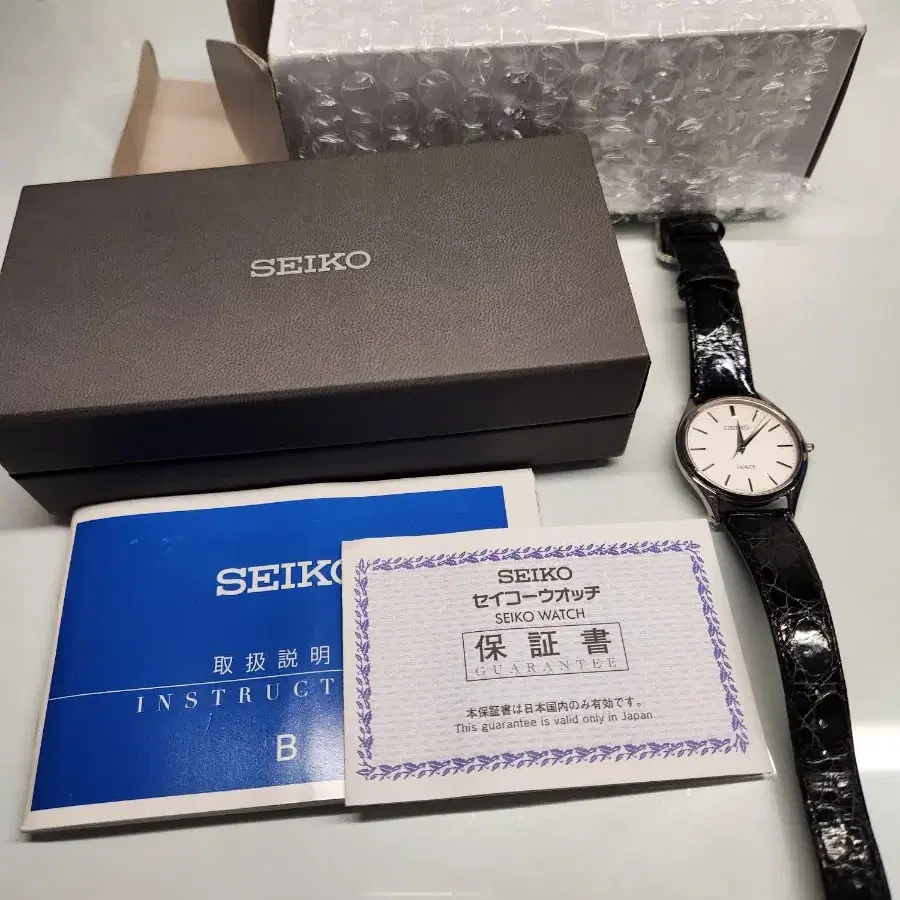 SEIKO
SEIKO
DOLCE
SEIKO
取扱説明
INSTRUCT
B
SEIKO
セイコーウオッチ
SEIKO WATCH
保証書
GUARANTEE
本保証書は日本国内のみ有効です。
This guarantee is valid only in Japan.